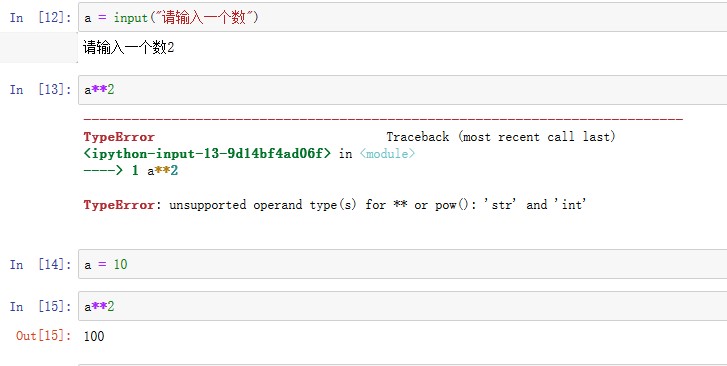 In [12]: a = input("请输入一个数")
请输入一个数2
In [13]: a**2
---------------------------------------------------------------------------
TypeError Traceback (most recent call last)
<ipython-input-13-9d14bf4ad06f> in <module>
----> 1 a**2
TypeError: unsupported operand type(s) for ** or pow(): 'str' and 'int'
In [14]: a = 10
In [15]: a**2
Out[15]: 100